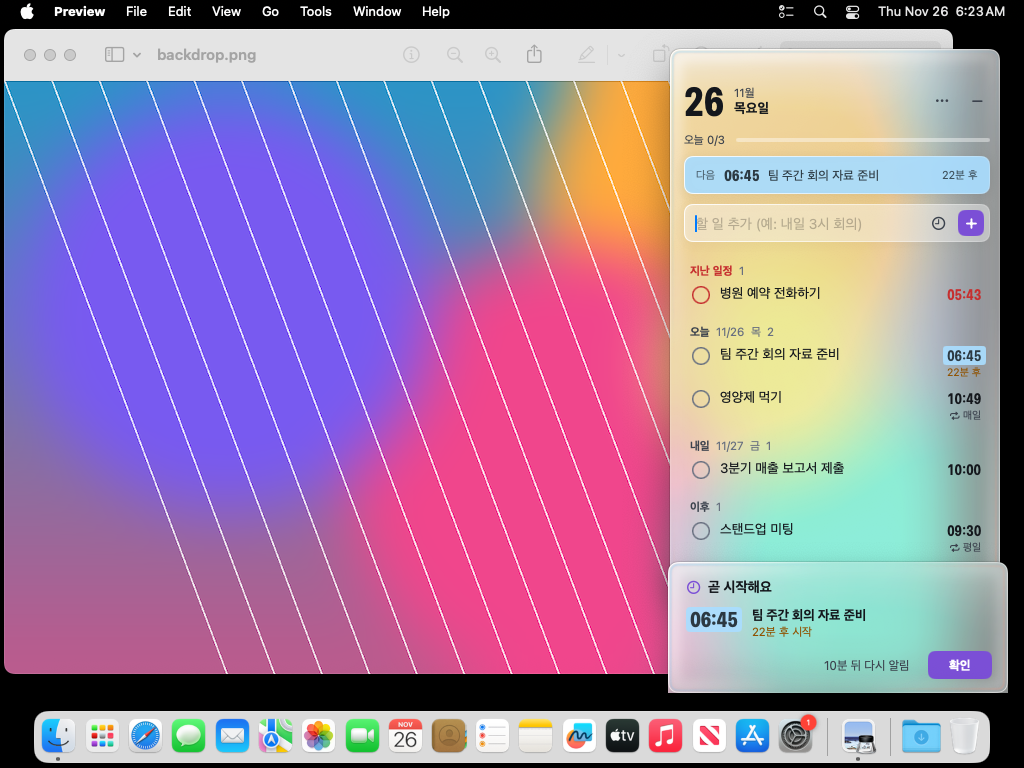 Preview File Edit View Go Tools Window Help Thu Nov 26 6:23 AM
backdrop.png
26 11월
목요일
오늘 0/3
다음 06:45 팀 주간 회의 자료 준비 22분 후
할 일 추가 (예: 내일 3시 회의)
지난 일정 1
병원 예약 전화하기 05:43
오늘 11/26 목 2
팀 주간 회의 자료 준비 06:45
22분 후
영양제 먹기 10:49
매일
내일 11/27 금 1
3분기 매출 보고서 제출 10:00
이후 1
스탠드업 미팅 09:30
평일
곧 시작해요
06:45 팀 주간 회의 자료 준비
22분 후 시작
10분 뒤 다시 알림 확인
NOV
26
tv
1